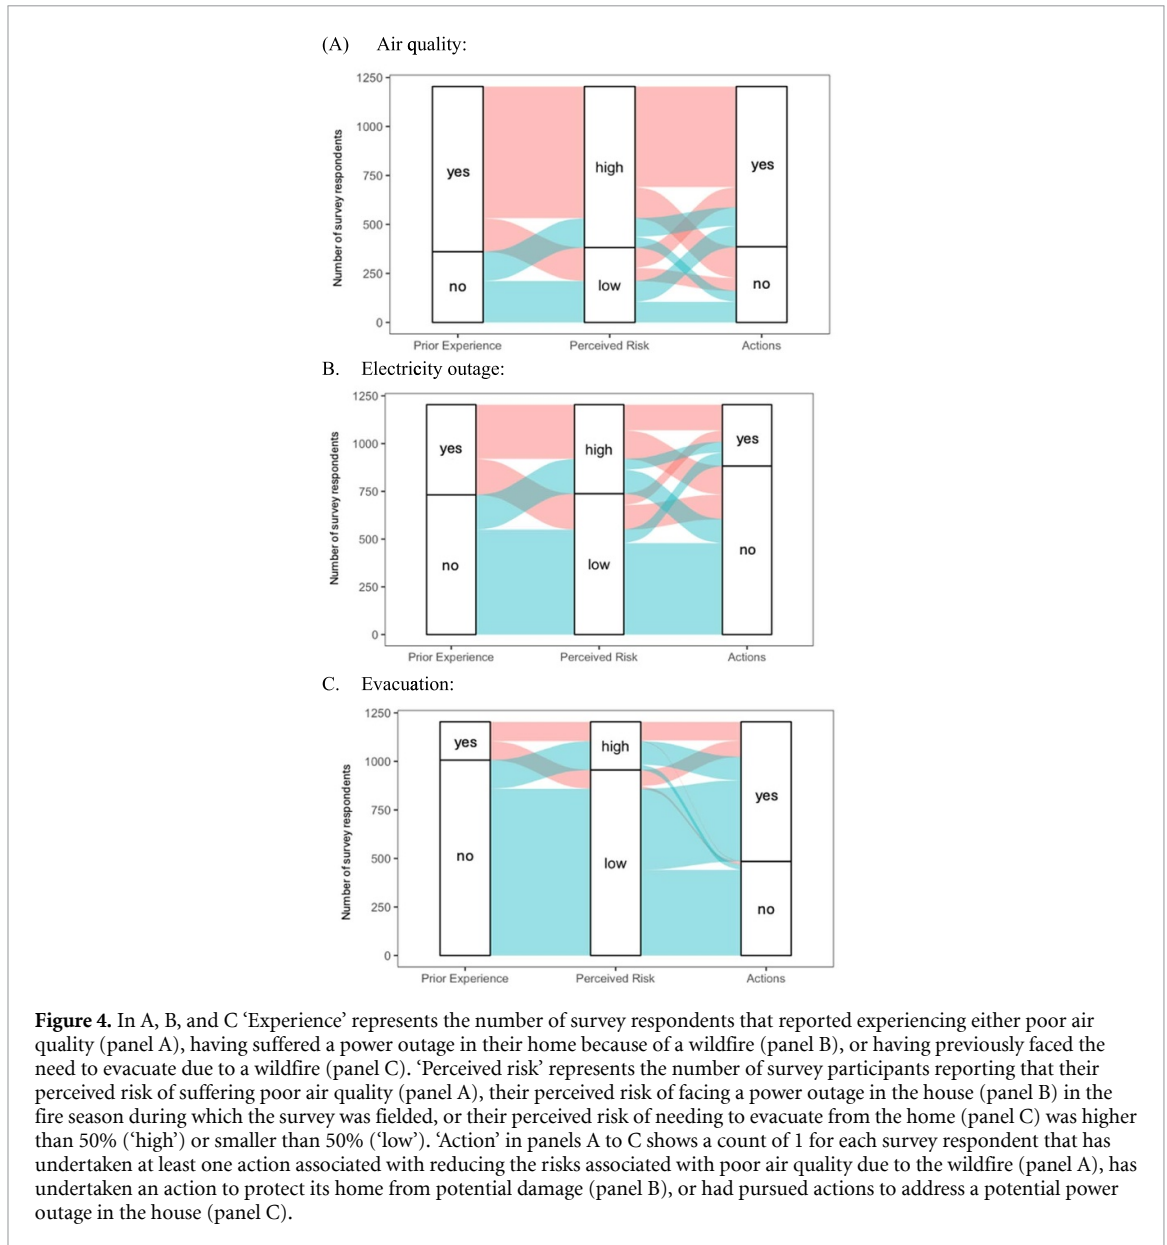 (A) Air quality:
1250
1000
750
500
250
0
Number of survey respondents
yes
no
high
low
yes
no
Prior Experience
Perceived Risk
Actions
B. Electricity outage:
1250
1000
750
500
250
0
Number of survey respondents
yes
no
high
low
yes
no
Prior Experience
Perceived Risk
Actions
C. Evacuation:
1250
1000
750
500
250
0
Number of survey respondents
yes
no
high
low
yes
no
Prior Experience
Perceived Risk
Actions
Figure 4. In A, B, and C ‘Experience’ represents the number of survey respondents that reported experiencing either poor air
quality (panel A), having suffered a power outage in their home because of a wildfire (panel B), or having previously faced the
need to evacuate due to a wildfire (panel C). ‘Perceived risk’ represents the number of survey participants reporting that their
perceived risk of suffering poor air quality (panel A), their perceived risk of facing a power outage in the house (panel B) in the
fire season during which the survey was fielded, or their perceived risk of needing to evacuate from the home (panel C) was higher
than 50% (‘high’) or smaller than 50% (‘low’). ‘Action’ in panels A to C shows a count of 1 for each survey respondent that has
undertaken at least one action associated with reducing the risks associated with poor air quality due to the wildfire (panel A), has
undertaken an action to protect its home from potential damage (panel B), or had pursued actions to address a potential power
outage in the house (panel C).